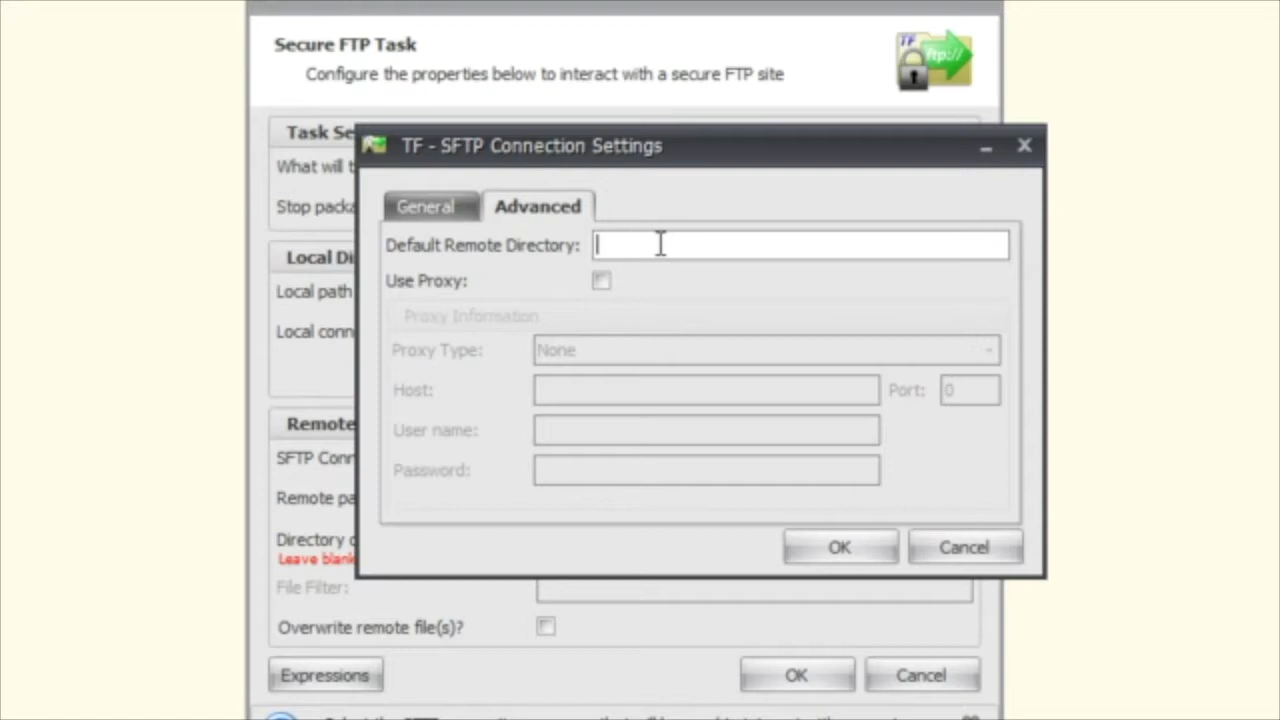 Secure FTP Task
Configure the properties below to interact with a secure FTP site
TF
ftp://
Task Se
What will t
Stop packa
Local Di
Local path
Local conn
Remote
SFTP Conn
Remote pa
Directory
Leave blank
File Filter:
Overwrite remote file(s)?
Expressions
OK
Cancel
TF - SFTP Connection Settings
General
Advanced
Default Remote Directory:
Use Proxy:
Proxy Information
Proxy Type:
None
Host:
Port:
0
User name:
Password:
OK
Cancel